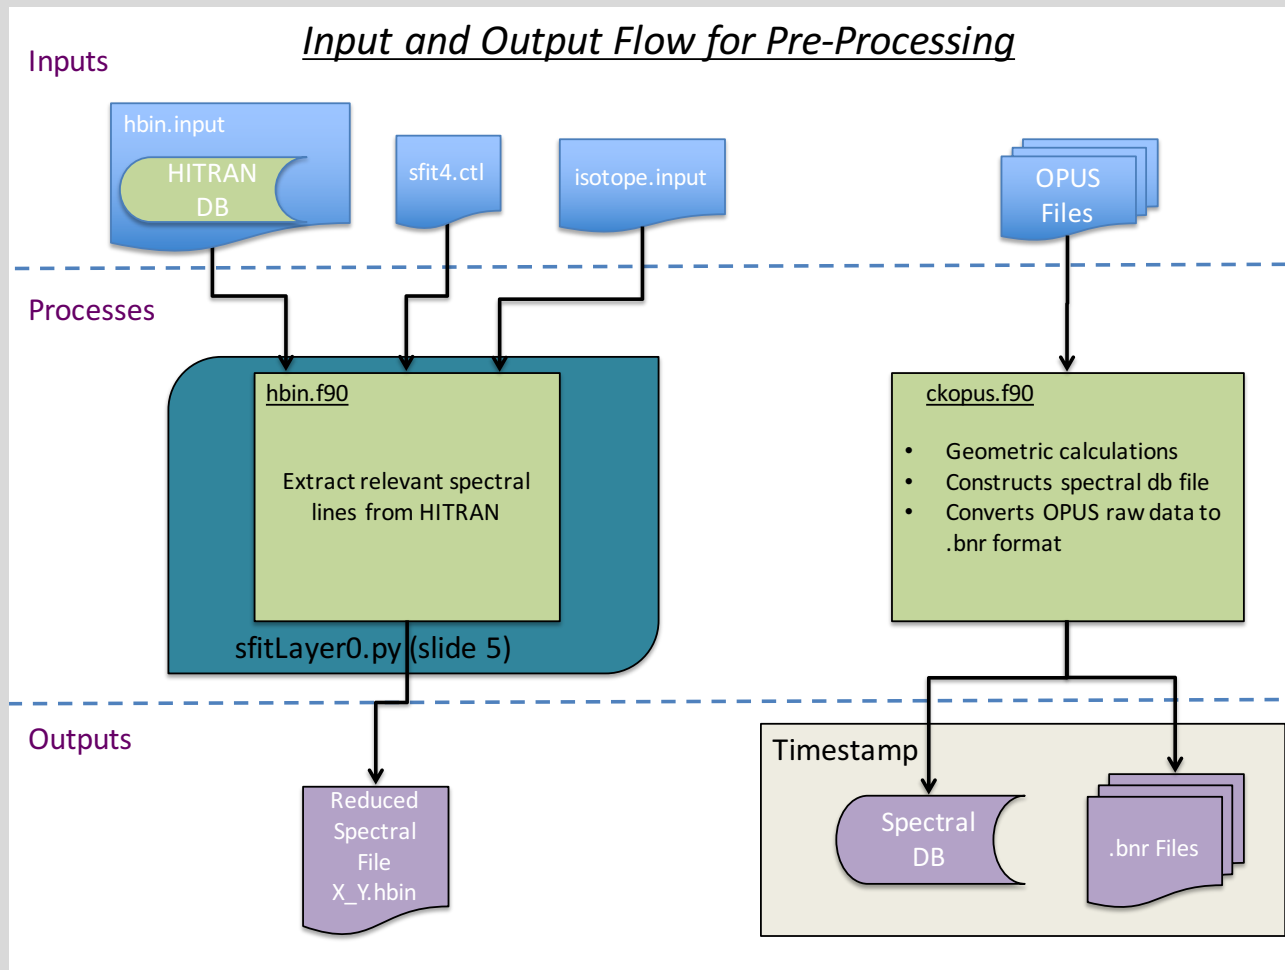 Input and Output Flow for Pre-Processing
Inputs
hbin.input
HITRAN
DB
sfit4.ctl
isotope.input
OPUS
Files
Processes
hbin.f90
Extract relevant spectral
lines from HITRAN
sfitLayer0.py (slide 5)
ckopus.f90
• Geometric calculations
• Constructs spectral db file
• Converts OPUS raw data to
.bnr format
Outputs
Reduced
Spectral
File
X_Y.hbin
Timestamp
Spectral
DB
.bnr Files